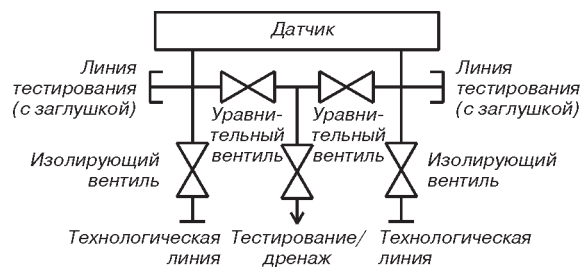 Датчик
Линия
тестирования
(с заглушкой)
Линия
тестирования
(с заглушкой)
Уравни-
тельный
вентиль
Уравни-
тельный
вентиль
Изолирующий
вентиль
Изолирующий
вентиль
Технологическая
линия
Тестирование/
дренаж
Технологическая
линия